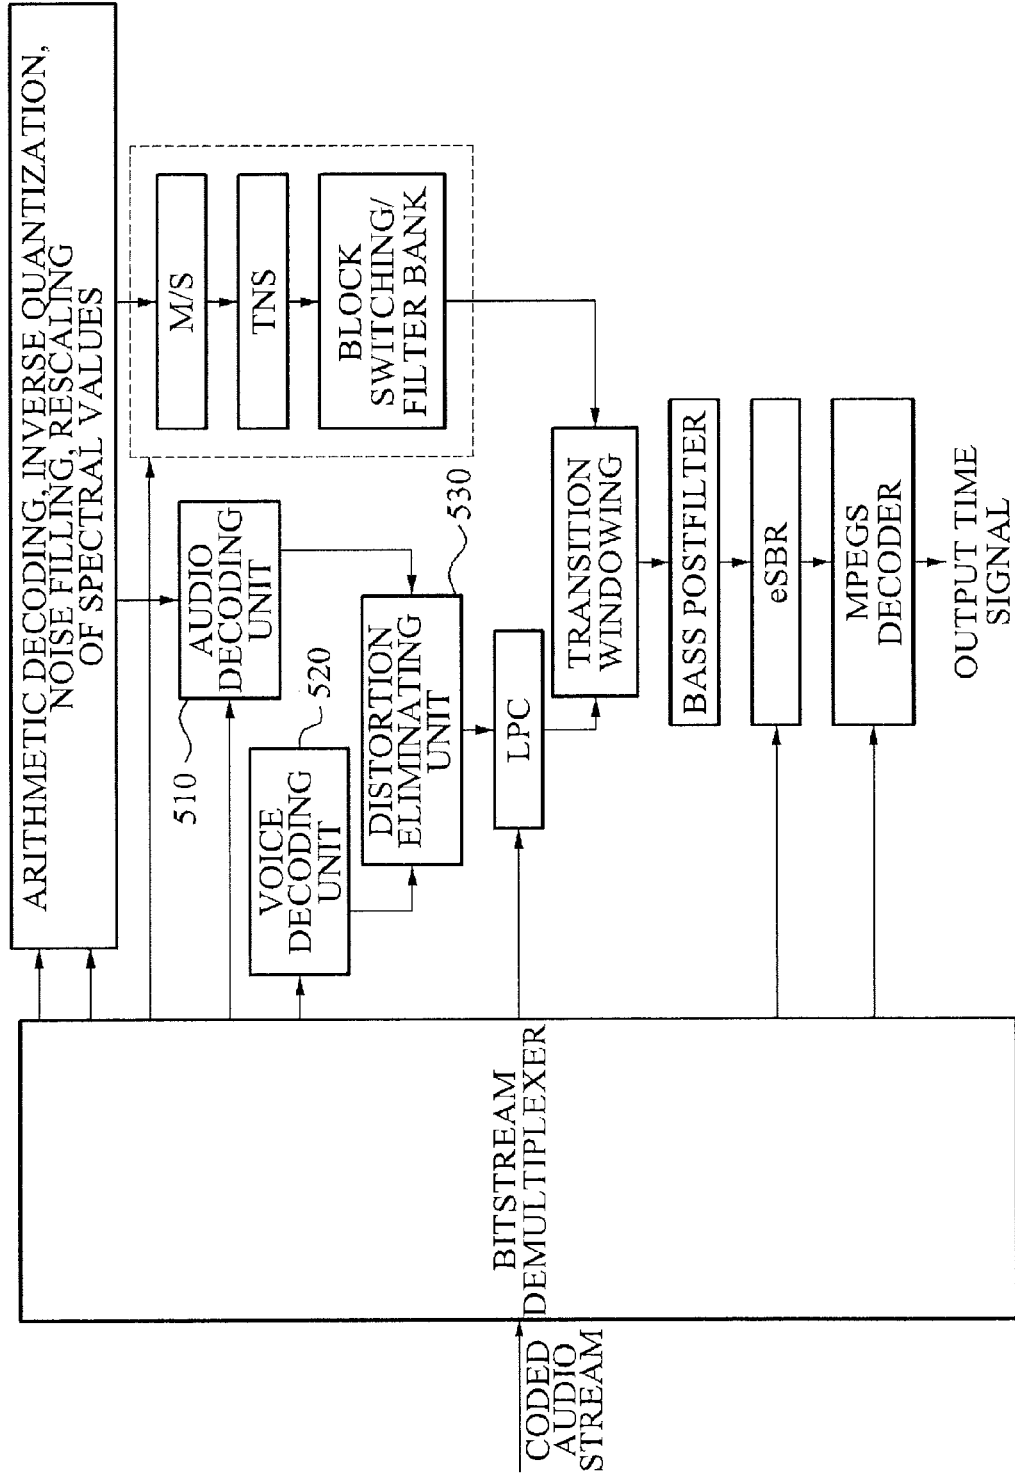 ARITHMETIC DECODING, INVERSE QUANTIZATION,
NOISE FILLING, RESCALING
OF SPECTRAL VALUES
M/S
TNS
BLOCK
SWITCHING/
FILTER BANK
AUDIO
DECODING
UNIT
510
VOICE
DECODING
UNIT
520
DISTORTION
ELIMINATING
UNIT
530
LPC
TRANSITION
WINDOWING
BASS POSTFILTER
eSBR
MPEGS
DECODER
OUTPUT TIME
SIGNAL
BITSTREAM
DEMULTIPLEXER
CODED
AUDIO
STREAM